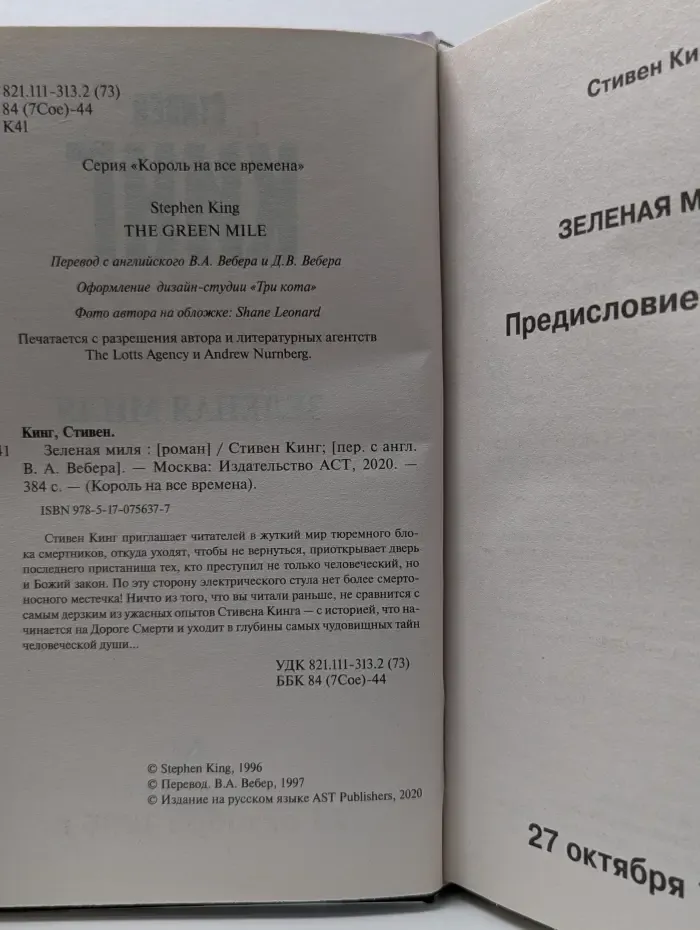 821.111-313.2 (73)
84 (7Сое)-44
К41
Серия «Король на все времена»
Stephen King
THE GREEN MILE
Перевод с английского В.А. Вебера и Д.В. Вебера
Оформление дизайн-студии «Три кота»
Фото автора на обложке: Shane Leonard
Печатается с разрешения автора и литературных агентств
The Lotts Agency и Andrew Nurnberg.
Кинг, Стивен.
41 Зеленая миля : [роман] / Стивен Кинг; [пер. с англ.
В. А. Вебера]. — Москва: Издательство АСТ, 2020. —
384 с. — (Король на все времена).
ISBN 978-5-17-075637-7
Стивен Кинг приглашает читателей в жуткий мир тюремного бло-
ка смертников, откуда уходят, чтобы не вернуться, приоткрывает дверь
последнего пристанища тех, кто преступил не только человеческий, но
и Божий закон. По эту сторону электрического стула нет более смерто-
носного местечка! Ничто из того, что вы читали раньше, не сравнится с
самым дерзким из ужасных опытов Стивена Кинга — с историей, что на-
чинается на Дороге Смерти и уходит в глубины самых чудовищных тайн
человеческой души...
УДК 821.111-313.2 (73)
ББК 84 (7Сое)-44
© Stephen King, 1996
© Перевод. В.А. Вебер, 1997
© Издание на русском языке AST Publishers, 2020
Стивен Ки
ЗЕЛЕНАЯ М
Предисловие
27 октября